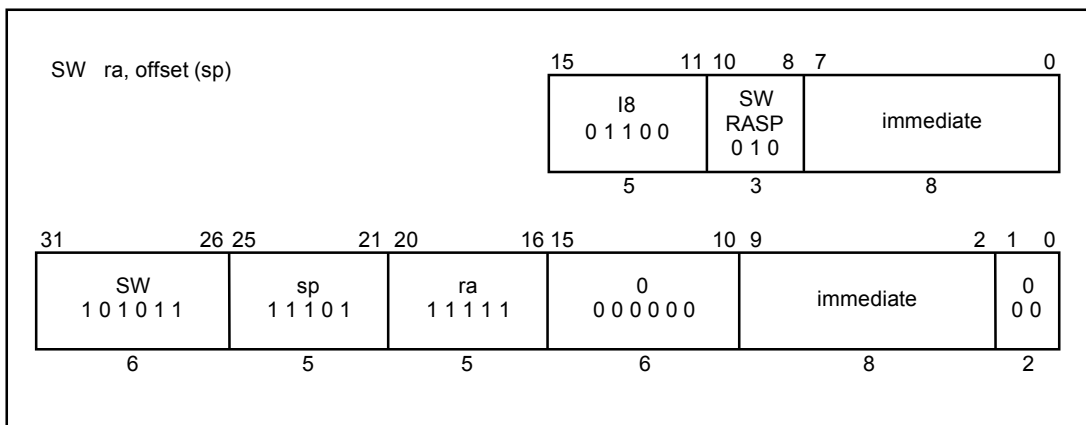 SW ra, offset (sp)
15 11 10 8 7 0
I8 SW immediate
0 1 1 0 0 RASP
0 1 0
5 3 8
31 26 25 21 20 16 15 10 9 2 1 0
SW sp ra 0 immediate 0
1 0 1 0 1 1 1 1 1 0 1 1 1 1 1 1 0 0 0 0 0 0 0 0
6 5 5 6 8 2